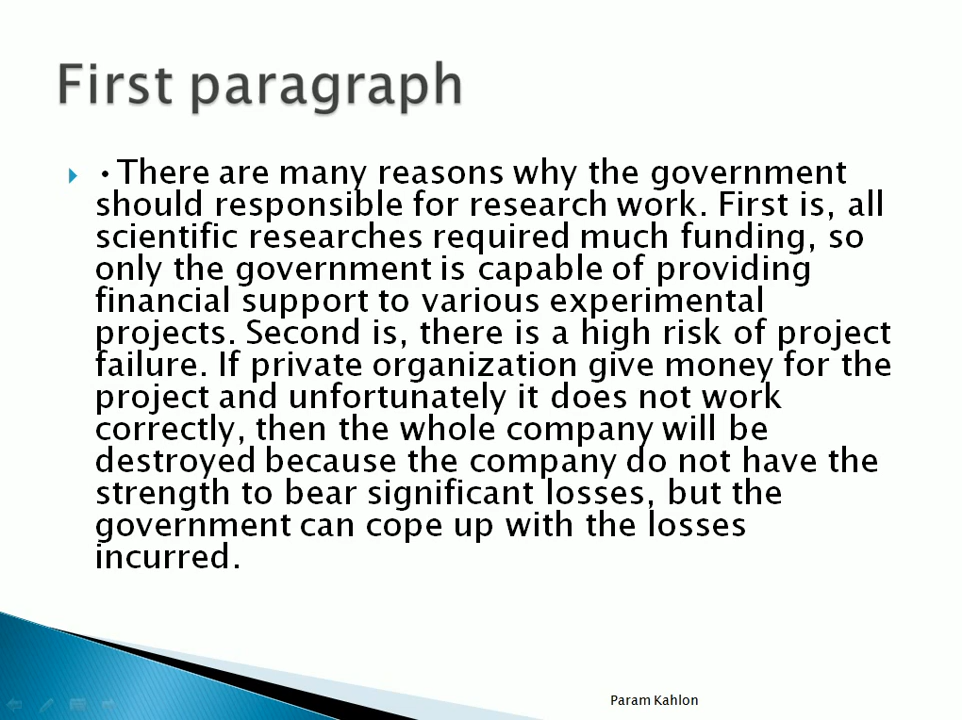 First paragraph
•There are many reasons why the government
should responsible for research work. First is, all
scientific researches required much funding, so
only the government is capable of providing
financial support to various experimental
projects. Second is, there is a high risk of project
failure. If private organization give money for the
project and unfortunately it does not work
correctly, then the whole company will be
destroyed because the company do not have the
strength to bear significant losses, but the
government can cope up with the losses
incurred.
Param Kahlon